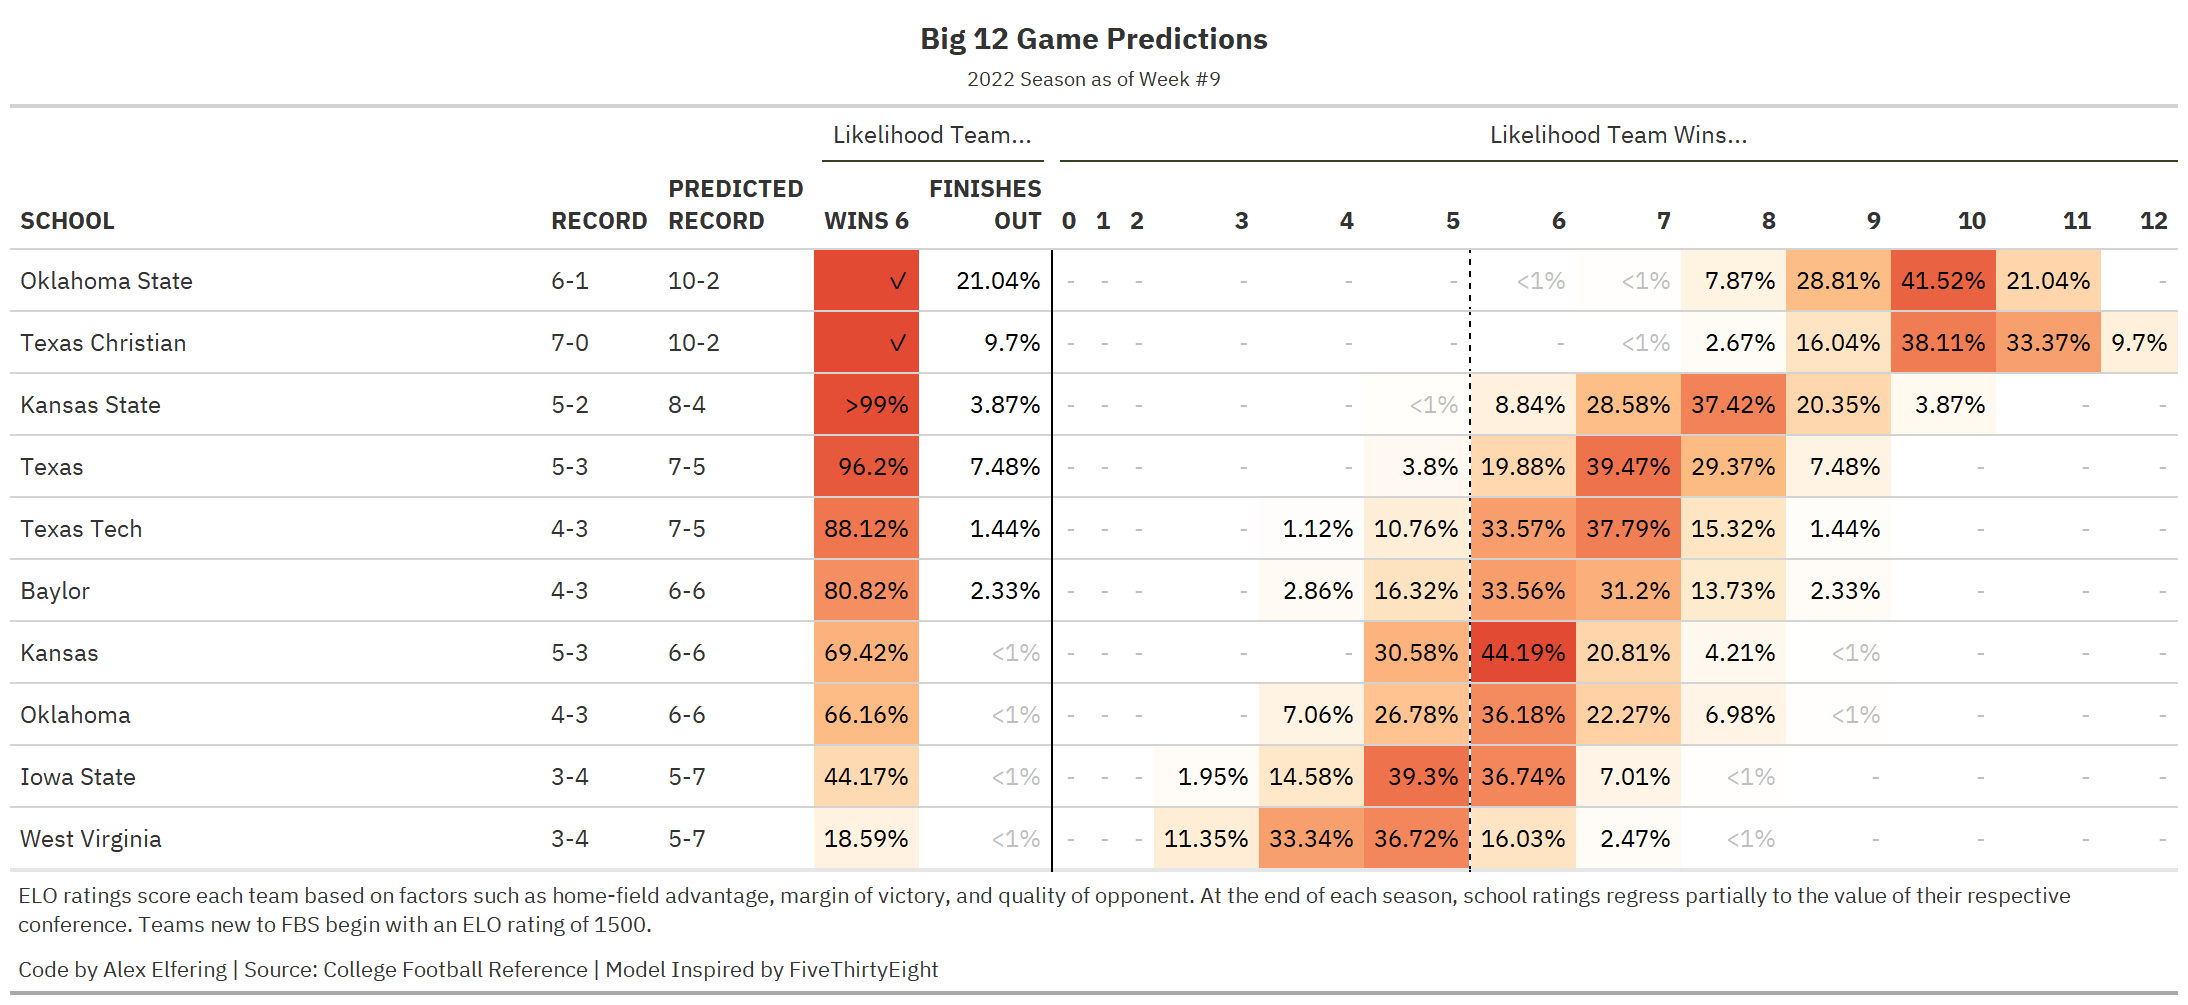 Big 12 Game Predictions
2022 Season as of Week #9
Likelihood Team... Likelihood Team Wins...
SCHOOL RECORD PREDICTED RECORD WINS 6 FINISHES OUT 0 1 2 3 4 5 6 7 8 9 10 11 12
Oklahoma State 6-1 10-2 ✓ 21.04% - - - - - - <1% <1% 7.87% 28.81% 41.52% 21.04% -
Texas Christian 7-0 10-2 ✓ 9.7% - - - - - - - <1% 2.67% 16.04% 38.11% 33.37% 9.7%
Kansas State 5-2 8-4 >99% 3.87% - - - - - <1% 8.84% 28.58% 37.42% 20.35% 3.87% - -
Texas 5-3 7-5 96.2% 7.48% - - - - - 3.8% 19.88% 39.47% 29.37% 7.48% - - -
Texas Tech 4-3 7-5 88.12% 1.44% - - - - 1.12% 10.76% 33.57% 37.79% 15.32% 1.44% - - -
Baylor 4-3 6-6 80.82% 2.33% - - - - 2.86% 16.32% 33.56% 31.2% 13.73% 2.33% - - -
Kansas 5-3 6-6 69.42% <1% - - - - - 30.58% 44.19% 20.81% 4.21% <1% - - -
Oklahoma 4-3 6-6 66.16% <1% - - - - 7.06% 26.78% 36.18% 22.27% 6.98% <1% - - -
Iowa State 3-4 5-7 44.17% <1% - - - 1.95% 14.58% 39.3% 36.74% 7.01% <1% - - - -
West Virginia 3-4 5-7 18.59% <1% - - - 11.35% 33.34% 36.72% 16.03% 2.47% <1% - - - -
ELO ratings score each team based on factors such as home-field advantage, margin of victory, and quality of opponent. At the end of each season, school ratings regress partially to the value of their respective
conference. Teams new to FBS begin with an ELO rating of 1500.
Code by Alex Elfering | Source: College Football Reference | Model Inspired by FiveThirtyEight